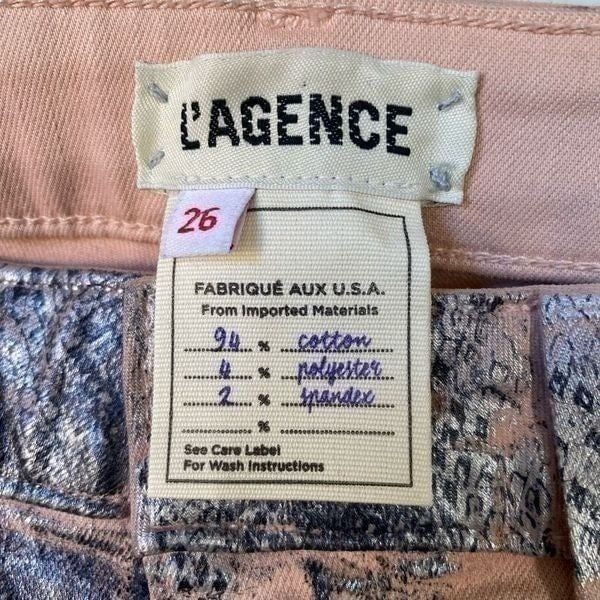 L'AGENCE
26
FABRIQUÉ AUX U.S.A.
From Imported Materials
94 % cotton
4 % polyester
2 % spandex
%
See Care Label
For Wash Instructions